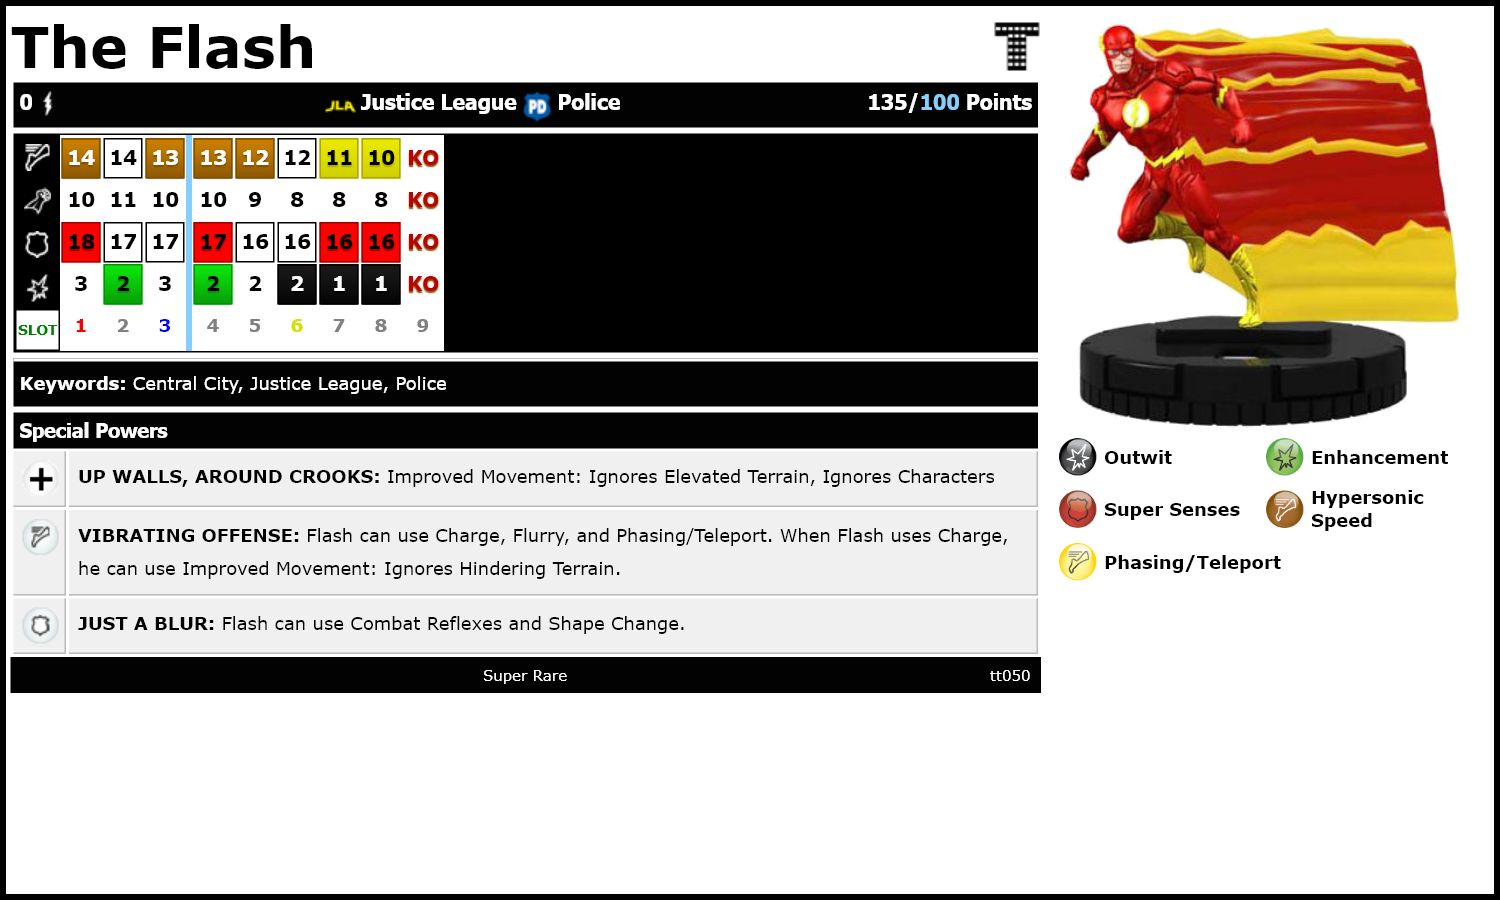 The Flash
T
0 JLA Justice League PD Police 135/100 Points
14 14 13 13 12 12 11 10 KO
10 11 10 10 9 8 8 8 KO
18 17 17 17 16 16 16 16 KO
3 2 3 2 2 2 1 1 KO
SLOT 1 2 3 4 5 6 7 8 9
Keywords: Central City, Justice League, Police
Special Powers
UP WALLS, AROUND CROOKS: Improved Movement: Ignores Elevated Terrain, Ignores Characters
VIBRATING OFFENSE: Flash can use Charge, Flurry, and Phasing/Teleport. When Flash uses Charge,
he can use Improved Movement: Ignores Hindering Terrain.
JUST A BLUR: Flash can use Combat Reflexes and Shape Change.
Super Rare tt050
Outwit
Enhancement
Super Senses
Hypersonic
Speed
Phasing/Teleport